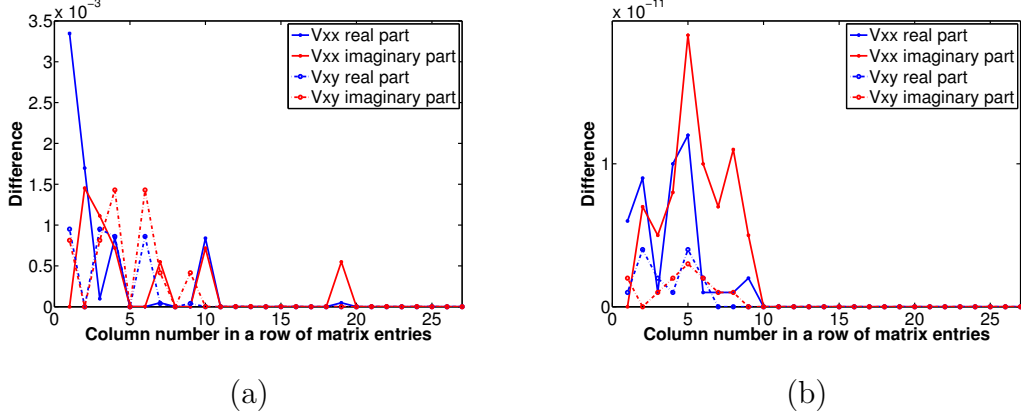 x 10⁻³
3.5
3
2.5
2
1.5
1
0.5
0
0 5 10 15 20 25
Difference
Column number in a row of matrix entries
Vxx real part
Vxx imaginary part
Vxy real part
Vxy imaginary part
(a)
x 10⁻¹¹
1
0
0 5 10 15 20 25
Difference
Column number in a row of matrix entries
Vxx real part
Vxx imaginary part
Vxy real part
Vxy imaginary part
(b)